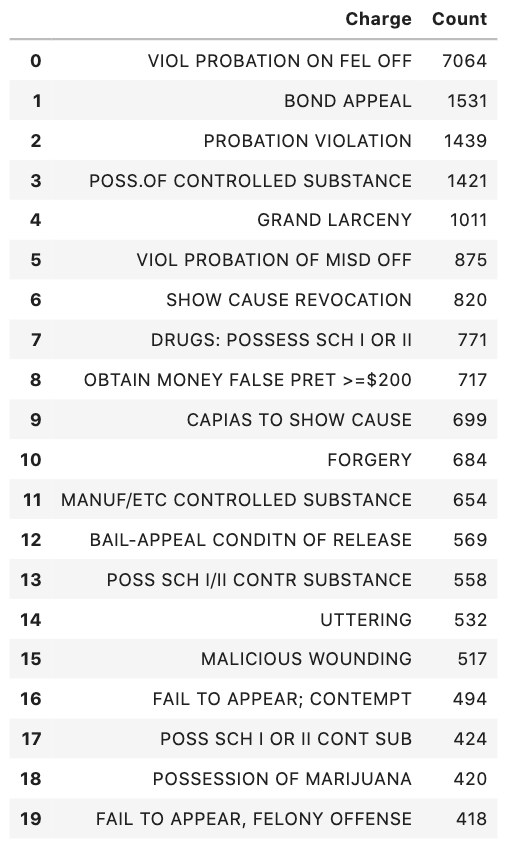 Charge Count
0 VIOL PROBATION ON FEL OFF 7064
1 BOND APPEAL 1531
2 PROBATION VIOLATION 1439
3 POSS.OF CONTROLLED SUBSTANCE 1421
4 GRAND LARCENY 1011
5 VIOL PROBATION OF MISD OFF 875
6 SHOW CAUSE REVOCATION 820
7 DRUGS: POSSESS SCH I OR II 771
8 OBTAIN MONEY FALSE PRET >=$200 717
9 CAPIAS TO SHOW CAUSE 699
10 FORGERY 684
11 MANUF/ETC CONTROLLED SUBSTANCE 654
12 BAIL-APPEAL CONDITN OF RELEASE 569
13 POSS SCH I/II CONTR SUBSTANCE 558
14 UTTERING 532
15 MALICIOUS WOUNDING 517
16 FAIL TO APPEAR; CONTEMPT 494
17 POSS SCH I OR II CONT SUB 424
18 POSSESSION OF MARIJUANA 420
19 FAIL TO APPEAR, FELONY OFFENSE 418